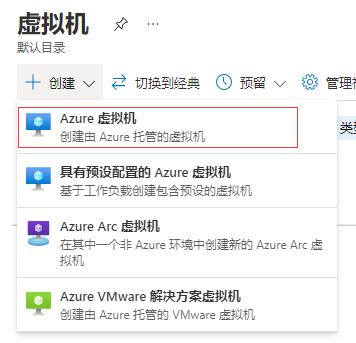 虚拟机
默认目录
创建 切换到经典 预留 管理视
类型
Azure 虚拟机
创建由 Azure 托管的虚拟机
具有预设配置的 Azure 虚拟机
基于工作负载创建包含预设的虚拟机
Azure Arc 虚拟机
在其中一个非 Azure 环境中创建新的 Azure Arc 虚
拟机
Azure VMware 解决方案虚拟机
创建由 Azure 托管的 VMware 虚拟机